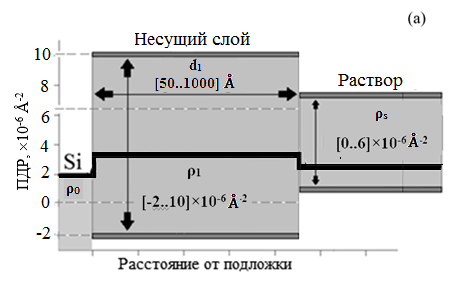 (a)
Несущий слой
d₁
[50..1000] Å
Раствор
ρₛ
[0..6]×10⁻⁶ Å⁻²
Si
ρ₀
ρ₁
[-2..10]×10⁻⁶ Å⁻²
ПДР, ×10⁻⁶ Å⁻²
10
8
6
4
2
0
-2
Расстояние от подложки